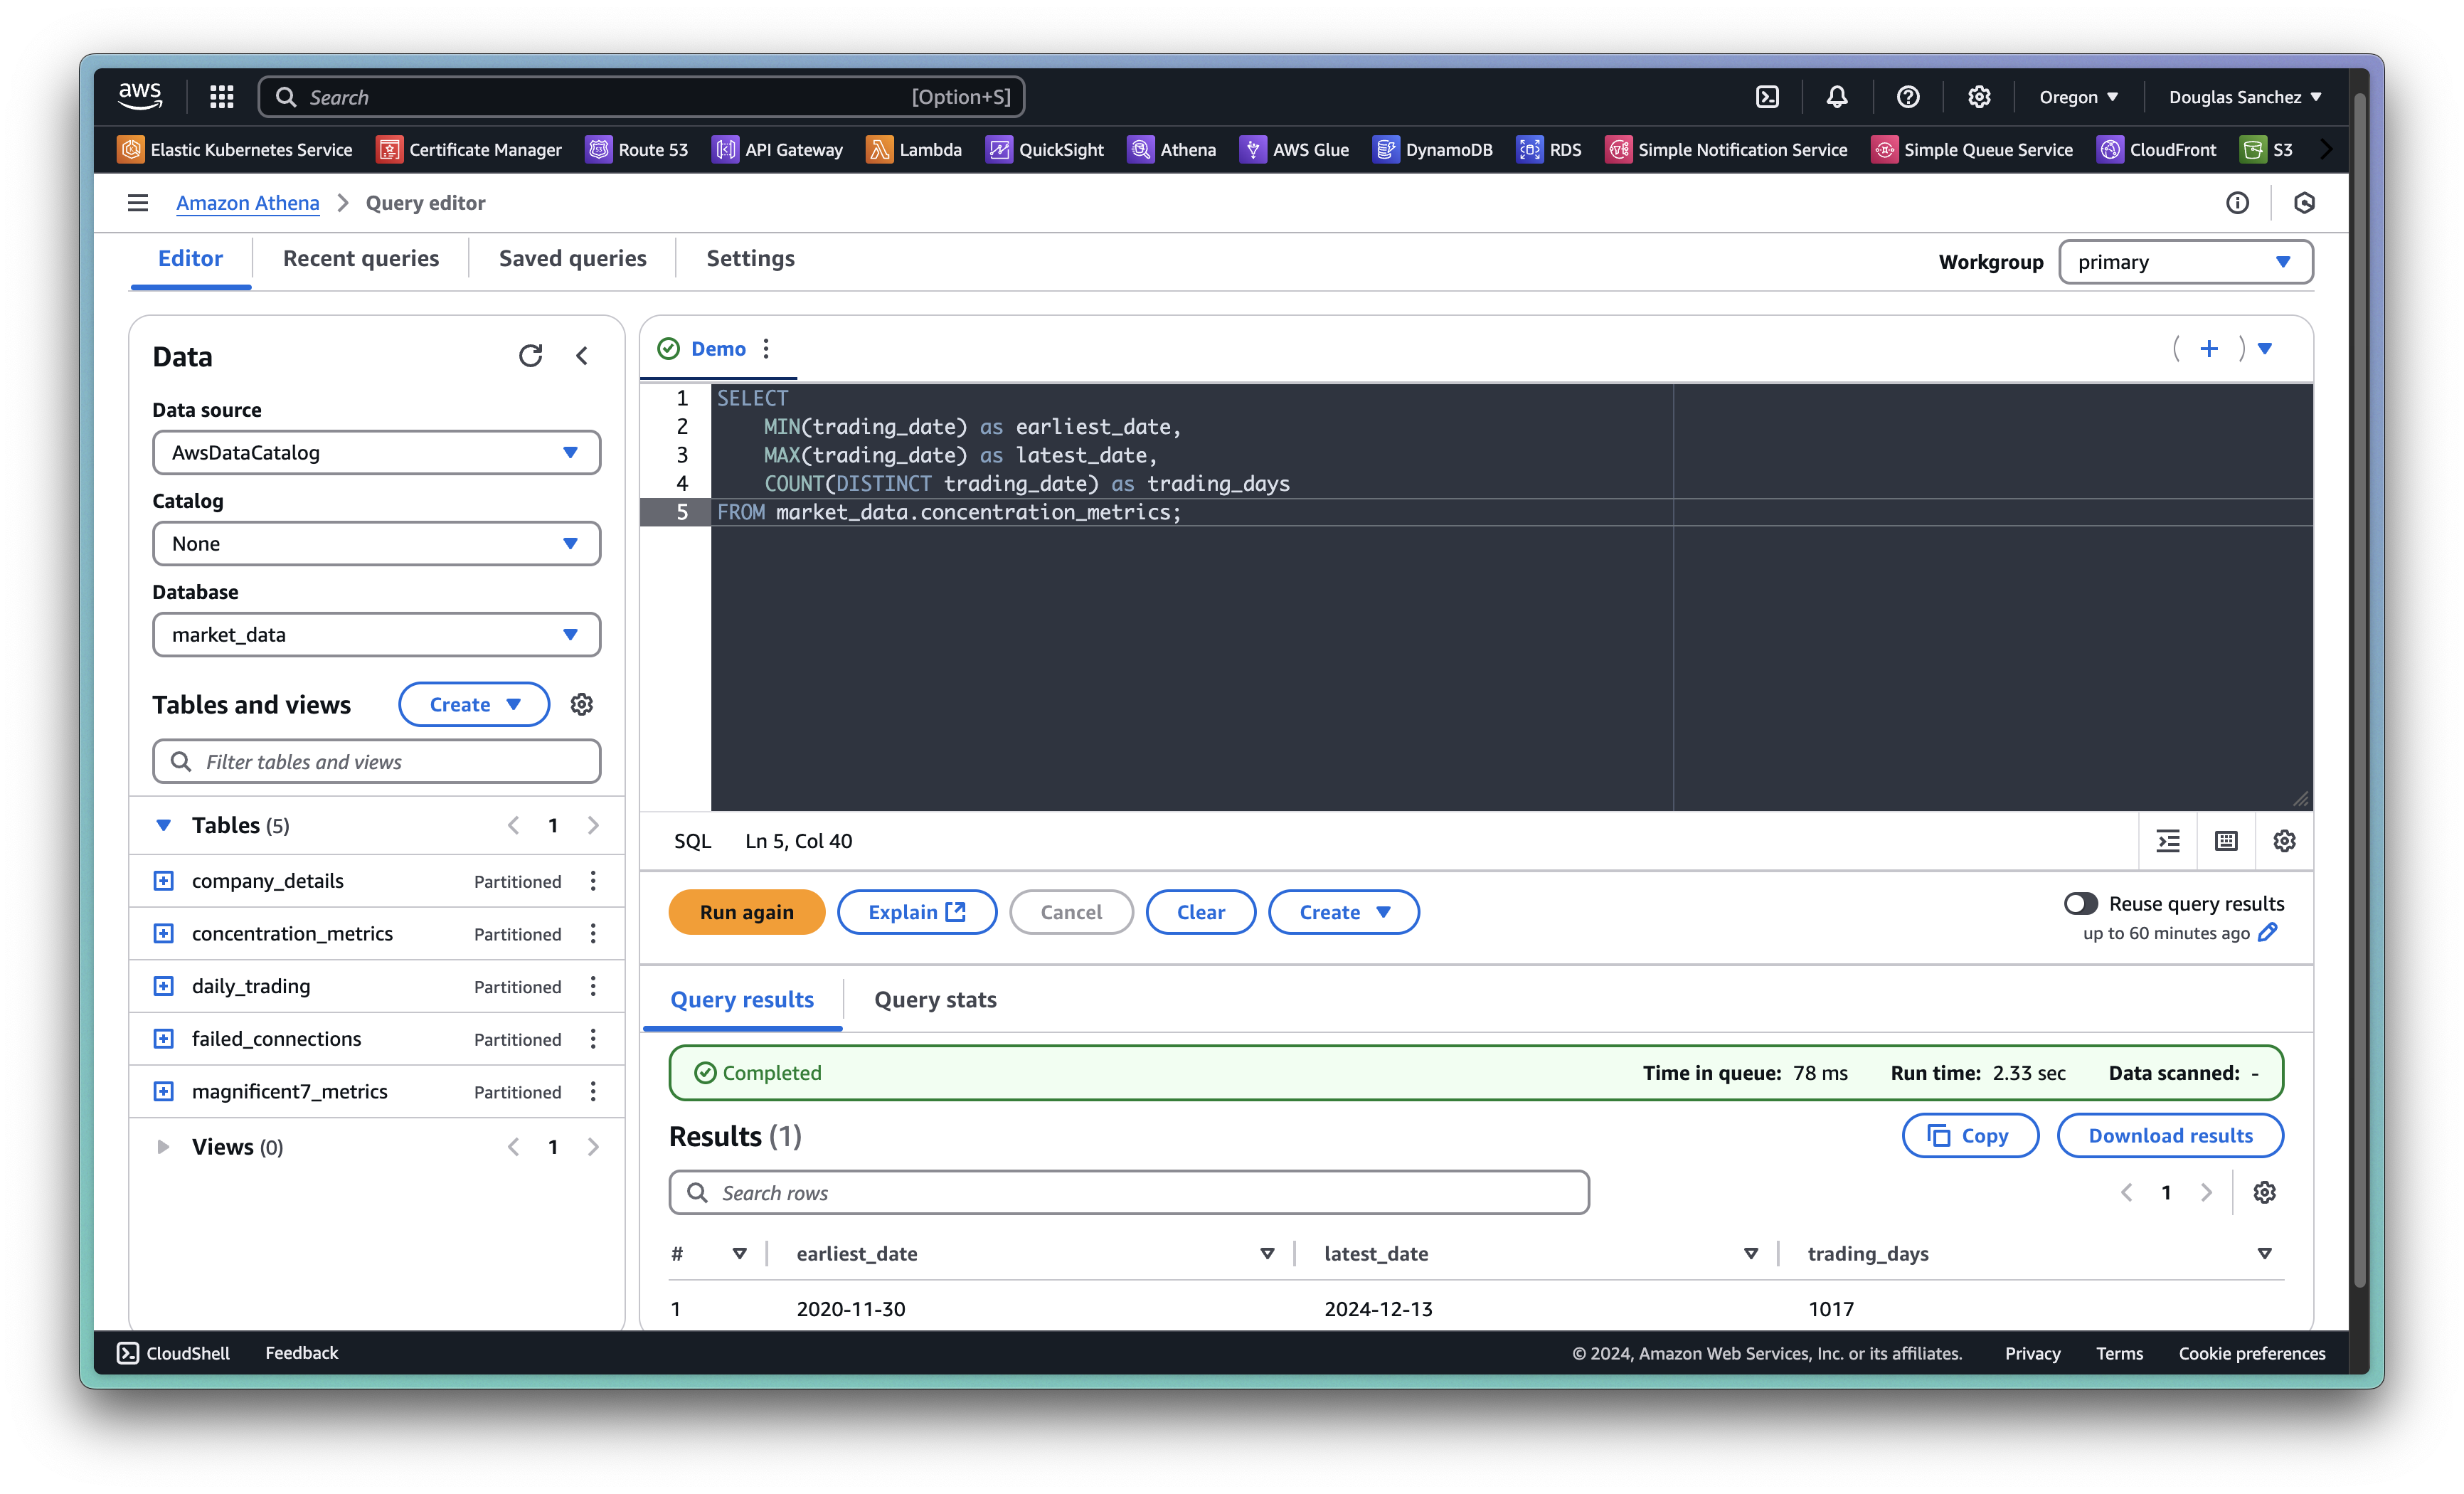 aws Search [Option+S] Oregon Douglas Sanchez
Elastic Kubernetes Service Certificate Manager Route 53 API Gateway Lambda QuickSight Athena AWS Glue DynamoDB RDS Simple Notification Service Simple Queue Service CloudFront S3
Amazon Athena Query editor
Editor Recent queries Saved queries Settings
Workgroup primary
Data
Data source
AwsDataCatalog
Catalog
None
Database
market_data
Tables and views Create
Filter tables and views
Tables (5) 1
company_details Partitioned
concentration_metrics Partitioned
daily_trading Partitioned
failed_connections Partitioned
magnificent7_metrics Partitioned
Views (0) 1
Demo
1 SELECT
2 MIN(trading_date) as earliest_date,
3 MAX(trading_date) as latest_date,
4 COUNT(DISTINCT trading_date) as trading_days
5 FROM market_data.concentration_metrics;
SQL Ln 5, Col 40
Run again Explain Cancel Clear Create
Reuse query results
up to 60 minutes ago
Query results Query stats
Completed Time in queue: 78 ms Run time: 2.33 sec Data scanned: -
Results (1) Copy Download results
Search rows 1
# earliest_date latest_date trading_days
1 2020-11-30 2024-12-13 1017
CloudShell Feedback © 2024, Amazon Web Services, Inc. or its affiliates. Privacy Terms Cookie preferences